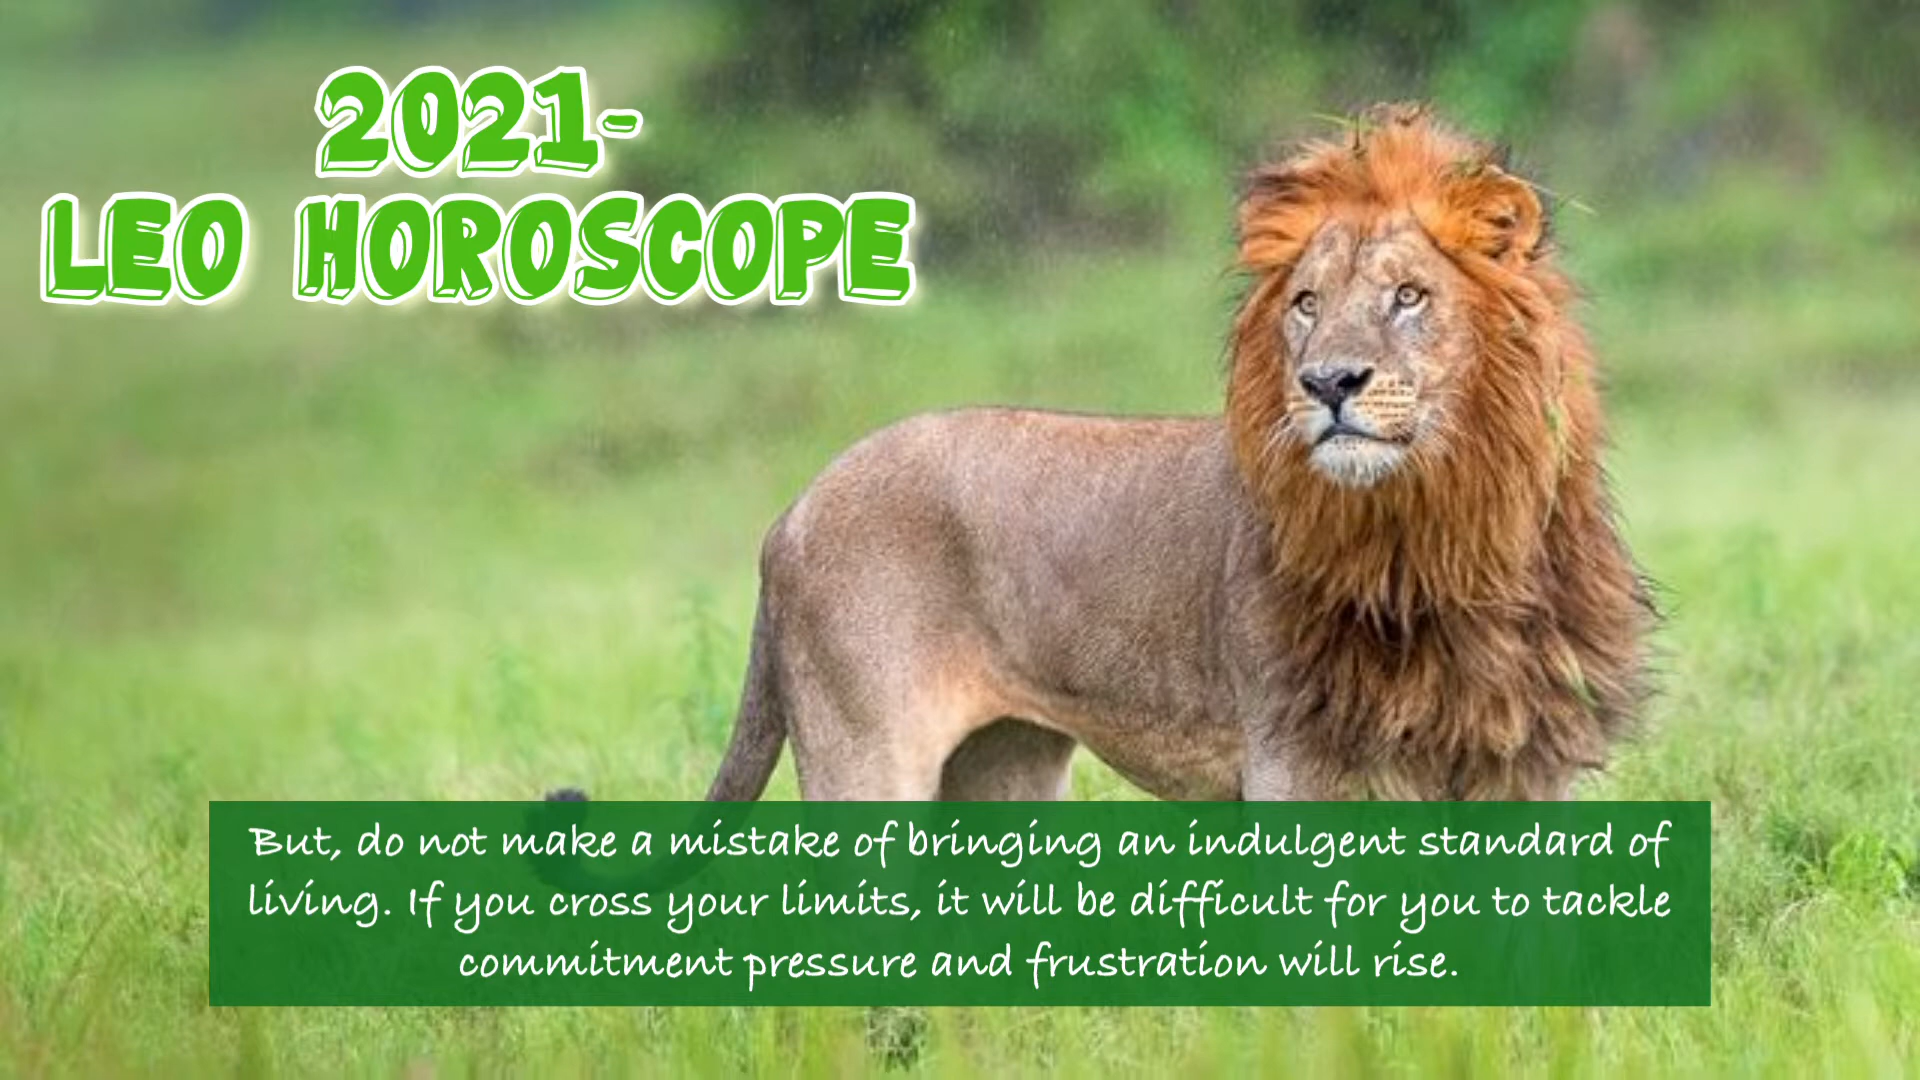 2021-
LEO HOROSCOPE
But, do not make a mistake of bringing an indulgent standard of
living. If you cross your limits, it will be difficult for you to tackle
commitment pressure and frustration will rise.